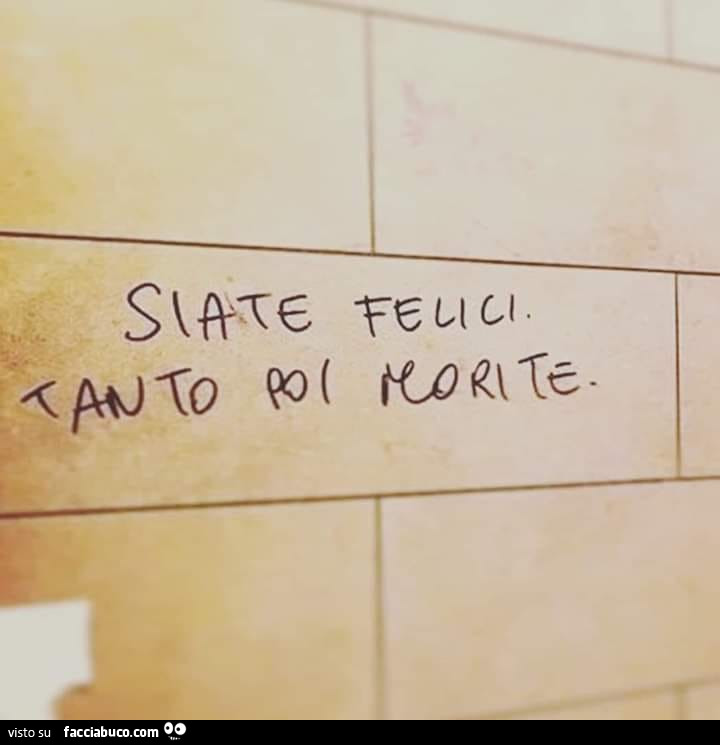 SIATE FELICI.
TANTO POI MORITE.
visto su facciabuco.com